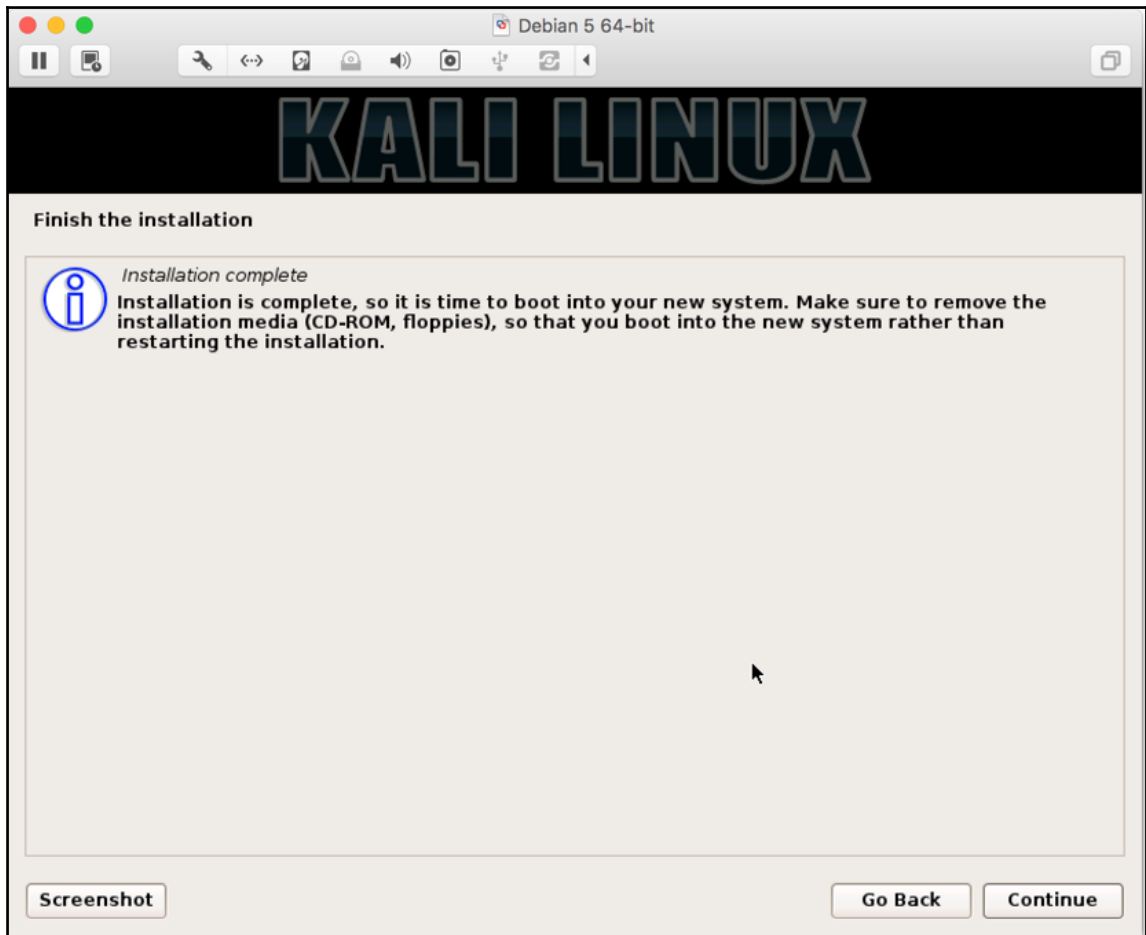 Debian 5 64-bit
KALI LINUX
Finish the installation
Installation complete
Installation is complete, so it is time to boot into your new system. Make sure to remove the
installation media (CD-ROM, floppies), so that you boot into the new system rather than
restarting the installation.
Screenshot
Go Back
Continue